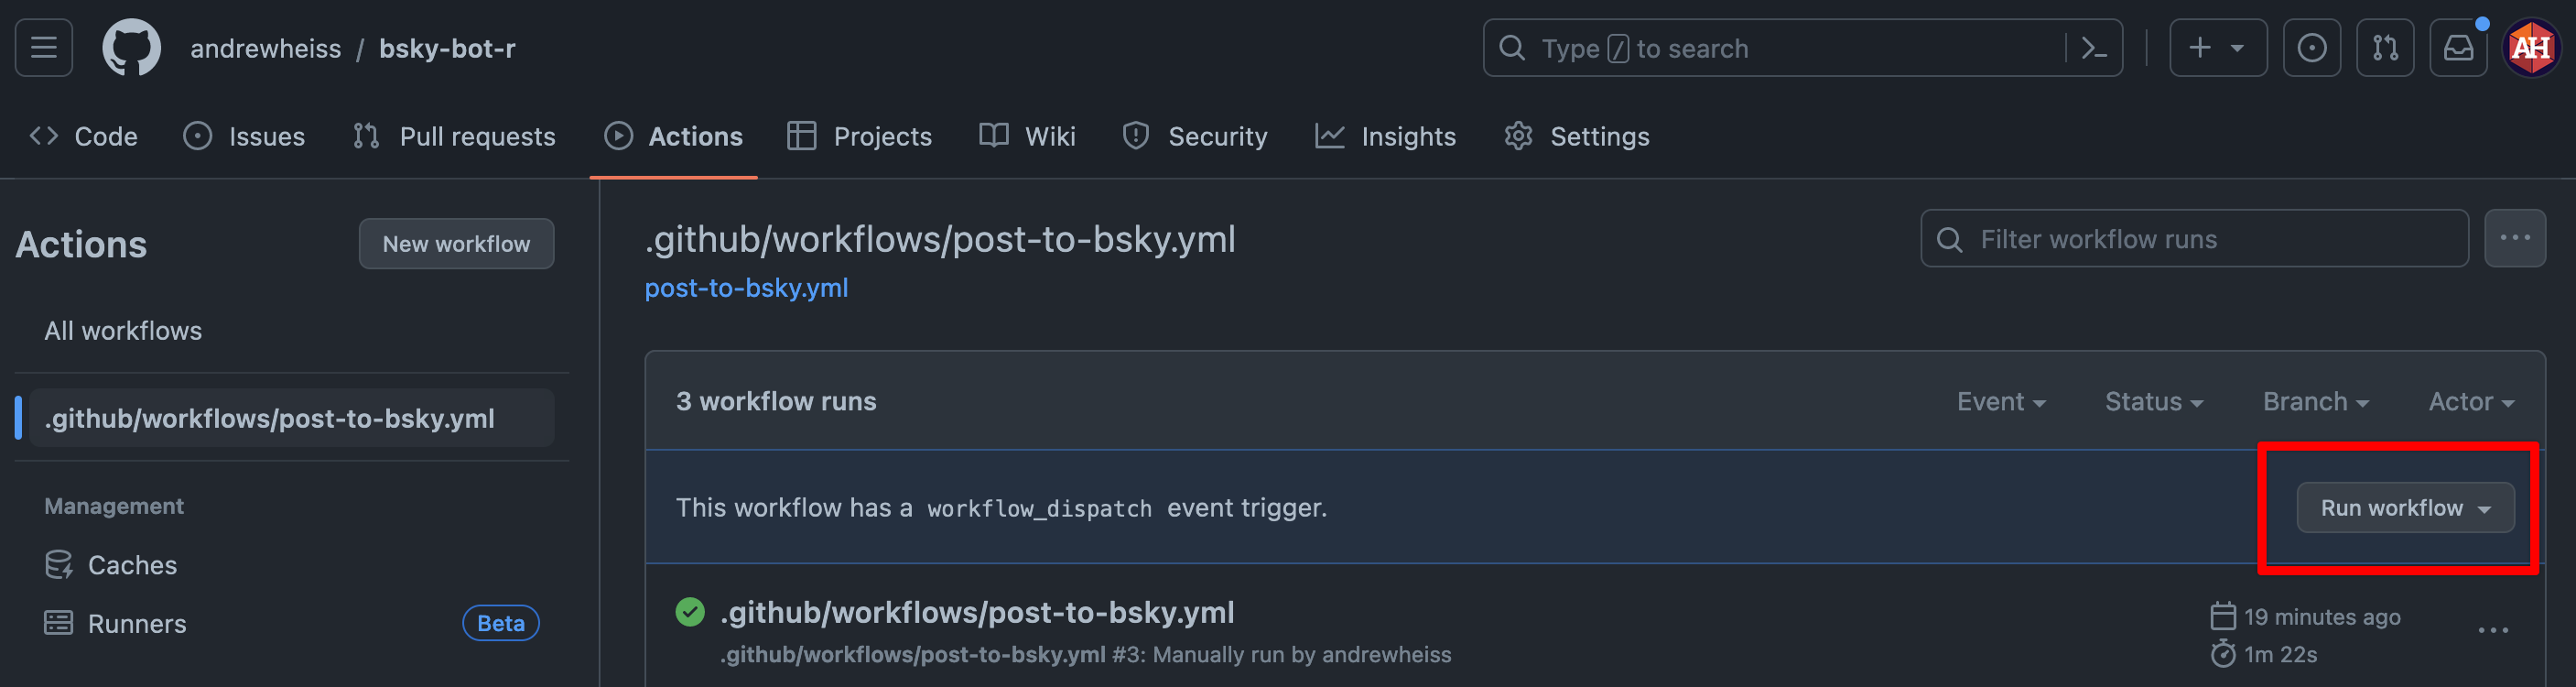 andrewheiss / bsky-bot-r
Type / to search
AH
Code Issues Pull requests Actions Projects Wiki Security Insights Settings
Actions
New workflow
All workflows
.github/workflows/post-to-bsky.yml
Management
Caches
Runners Beta
.github/workflows/post-to-bsky.yml
post-to-bsky.yml
Filter workflow runs
3 workflow runs
Event Status Branch Actor
This workflow has a workflow_dispatch event trigger.
Run workflow
.github/workflows/post-to-bsky.yml
.github/workflows/post-to-bsky.yml #3: Manually run by andrewheiss
19 minutes ago
1m 22s